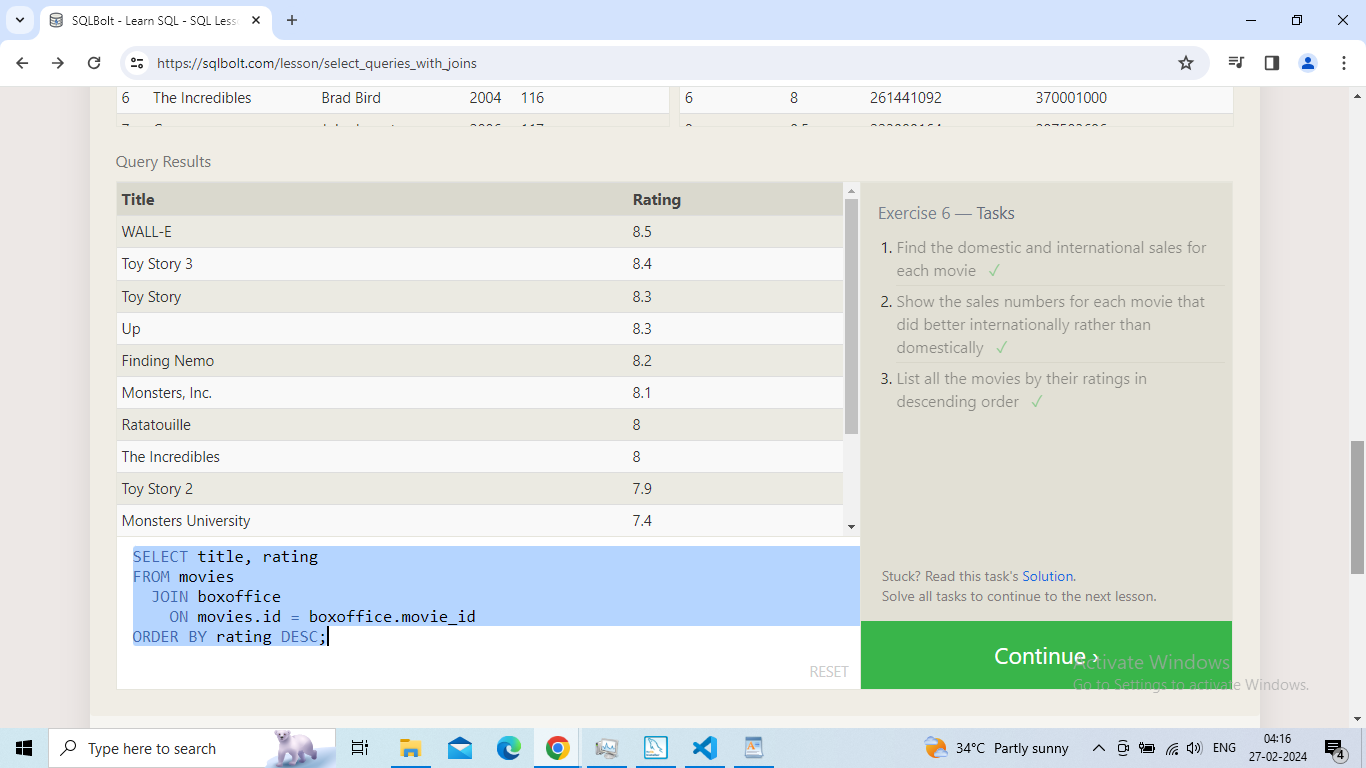 SQLBolt - Learn SQL - SQL Less
https://sqlbolt.com/lesson/select_queries_with_joins
6 The Incredibles Brad Bird 2004 116
6 8 261441092 370001000
Query Results
Title Rating
WALL-E 8.5
Toy Story 3 8.4
Toy Story 8.3
Up 8.3
Finding Nemo 8.2
Monsters, Inc. 8.1
Ratatouille 8
The Incredibles 8
Toy Story 2 7.9
Monsters University 7.4
SELECT title, rating
FROM movies
JOIN boxoffice
ON movies.id = boxoffice.movie_id
ORDER BY rating DESC;
RESET
Exercise 6 — Tasks
1. Find the domestic and international sales for
each movie ✓
2. Show the sales numbers for each movie that
did better internationally rather than
domestically ✓
3. List all the movies by their ratings in
descending order ✓
Stuck? Read this task's Solution.
Solve all tasks to continue to the next lesson.
Continue ›
Activate Windows
Go to Settings to activate Windows.
Type here to search
34°C Partly sunny
ENG
04:16
27-02-2024
4